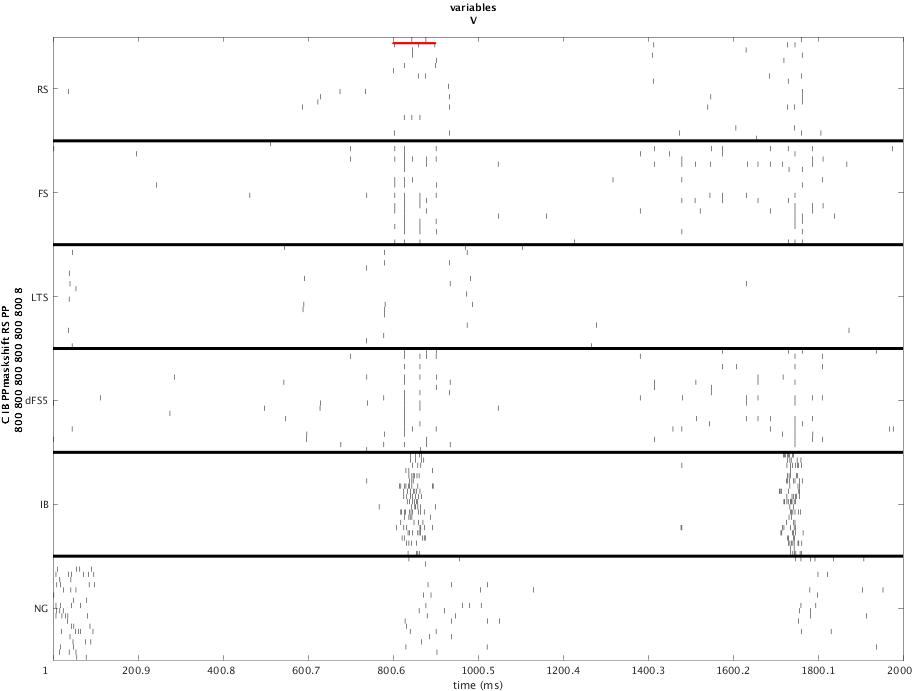 variables
V
RS
FS
LTS
dFS5
IB
NG
C IB PPmaskshift RS PP
800 800 800 800 800 800 8
1
200.9
400.8
600.7
800.6
1000.5
1200.4
1400.3
1600.2
1800.1
2000
time (ms)